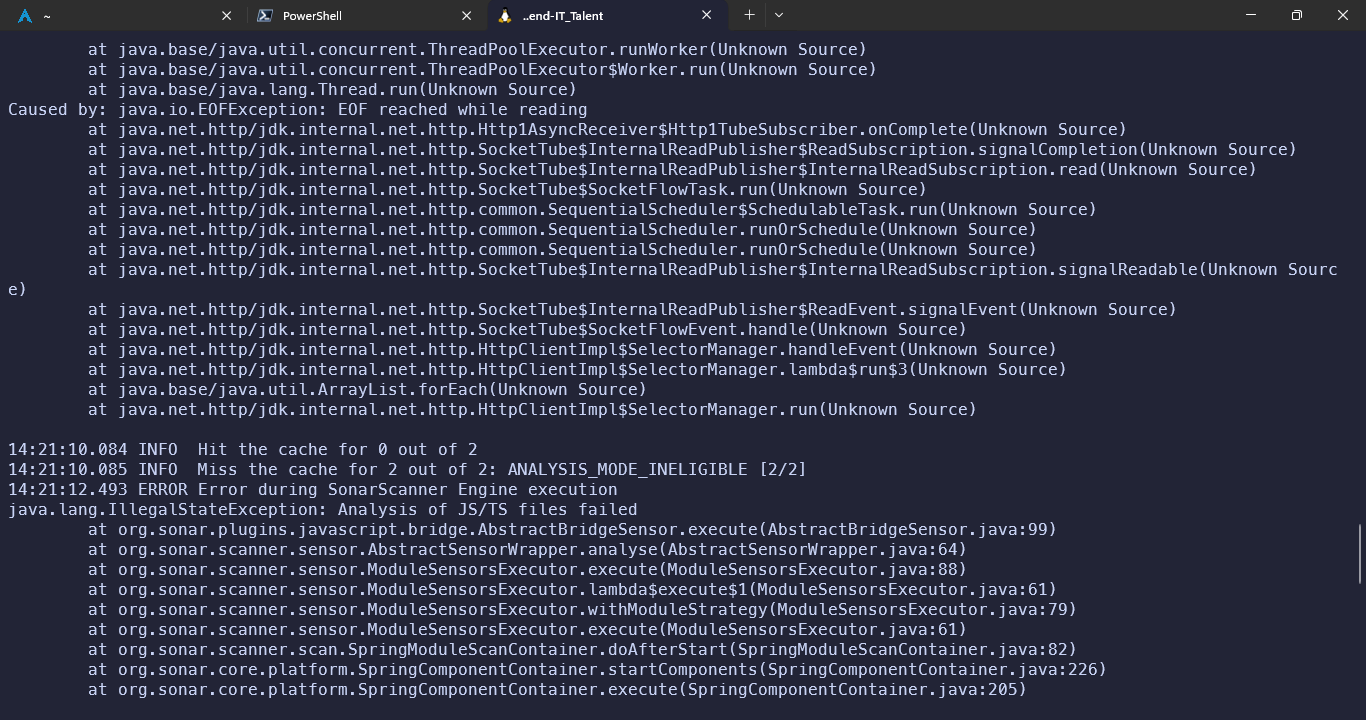 ~
PowerShell
..end-IT_Talent
at java.base/java.util.concurrent.ThreadPoolExecutor.runWorker(Unknown Source)
at java.base/java.util.concurrent.ThreadPoolExecutor$Worker.run(Unknown Source)
at java.base/java.lang.Thread.run(Unknown Source)
Caused by: java.io.EOFException: EOF reached while reading
at java.net.http/jdk.internal.net.http.Http1AsyncReceiver$Http1TubeSubscriber.onComplete(Unknown Source)
at java.net.http/jdk.internal.net.http.SocketTube$InternalReadPublisher$ReadSubscription.signalCompletion(Unknown Source)
at java.net.http/jdk.internal.net.http.SocketTube$InternalReadPublisher$InternalReadSubscription.read(Unknown Source)
at java.net.http/jdk.internal.net.http.SocketTube$SocketFlowTask.run(Unknown Source)
at java.net.http/jdk.internal.net.http.common.SequentialScheduler$SchedulableTask.run(Unknown Source)
at java.net.http/jdk.internal.net.http.common.SequentialScheduler.runOrSchedule(Unknown Source)
at java.net.http/jdk.internal.net.http.common.SequentialScheduler.runOrSchedule(Unknown Source)
at java.net.http/jdk.internal.net.http.SocketTube$InternalReadPublisher$InternalReadSubscription.signalReadable(Unknown Sourc
e)
at java.net.http/jdk.internal.net.http.SocketTube$InternalReadPublisher$ReadEvent.signalEvent(Unknown Source)
at java.net.http/jdk.internal.net.http.SocketTube$SocketFlowEvent.handle(Unknown Source)
at java.net.http/jdk.internal.net.http.HttpClientImpl$SelectorManager.handleEvent(Unknown Source)
at java.net.http/jdk.internal.net.http.HttpClientImpl$SelectorManager.lambda$run$3(Unknown Source)
at java.base/java.util.ArrayList.forEach(Unknown Source)
at java.net.http/jdk.internal.net.http.HttpClientImpl$SelectorManager.run(Unknown Source)
14:21:10.084 INFO  Hit the cache for 0 out of 2
14:21:10.085 INFO  Miss the cache for 2 out of 2: ANALYSIS_MODE_INELIGIBLE [2/2]
14:21:12.493 ERROR Error during SonarScanner Engine execution
java.lang.IllegalStateException: Analysis of JS/TS files failed
at org.sonar.plugins.javascript.bridge.AbstractBridgeSensor.execute(AbstractBridgeSensor.java:99)
at org.sonar.scanner.sensor.AbstractSensorWrapper.analyse(AbstractSensorWrapper.java:64)
at org.sonar.scanner.sensor.ModuleSensorsExecutor.execute(ModuleSensorsExecutor.java:88)
at org.sonar.scanner.sensor.ModuleSensorsExecutor.lambda$execute$1(ModuleSensorsExecutor.java:61)
at org.sonar.scanner.sensor.ModuleSensorsExecutor.withModuleStrategy(ModuleSensorsExecutor.java:79)
at org.sonar.scanner.sensor.ModuleSensorsExecutor.execute(ModuleSensorsExecutor.java:61)
at org.sonar.scanner.scan.SpringModuleScanContainer.doAfterStart(SpringModuleScanContainer.java:82)
at org.sonar.core.platform.SpringComponentContainer.startComponents(SpringComponentContainer.java:226)
at org.sonar.core.platform.SpringComponentContainer.execute(SpringComponentContainer.java:205)